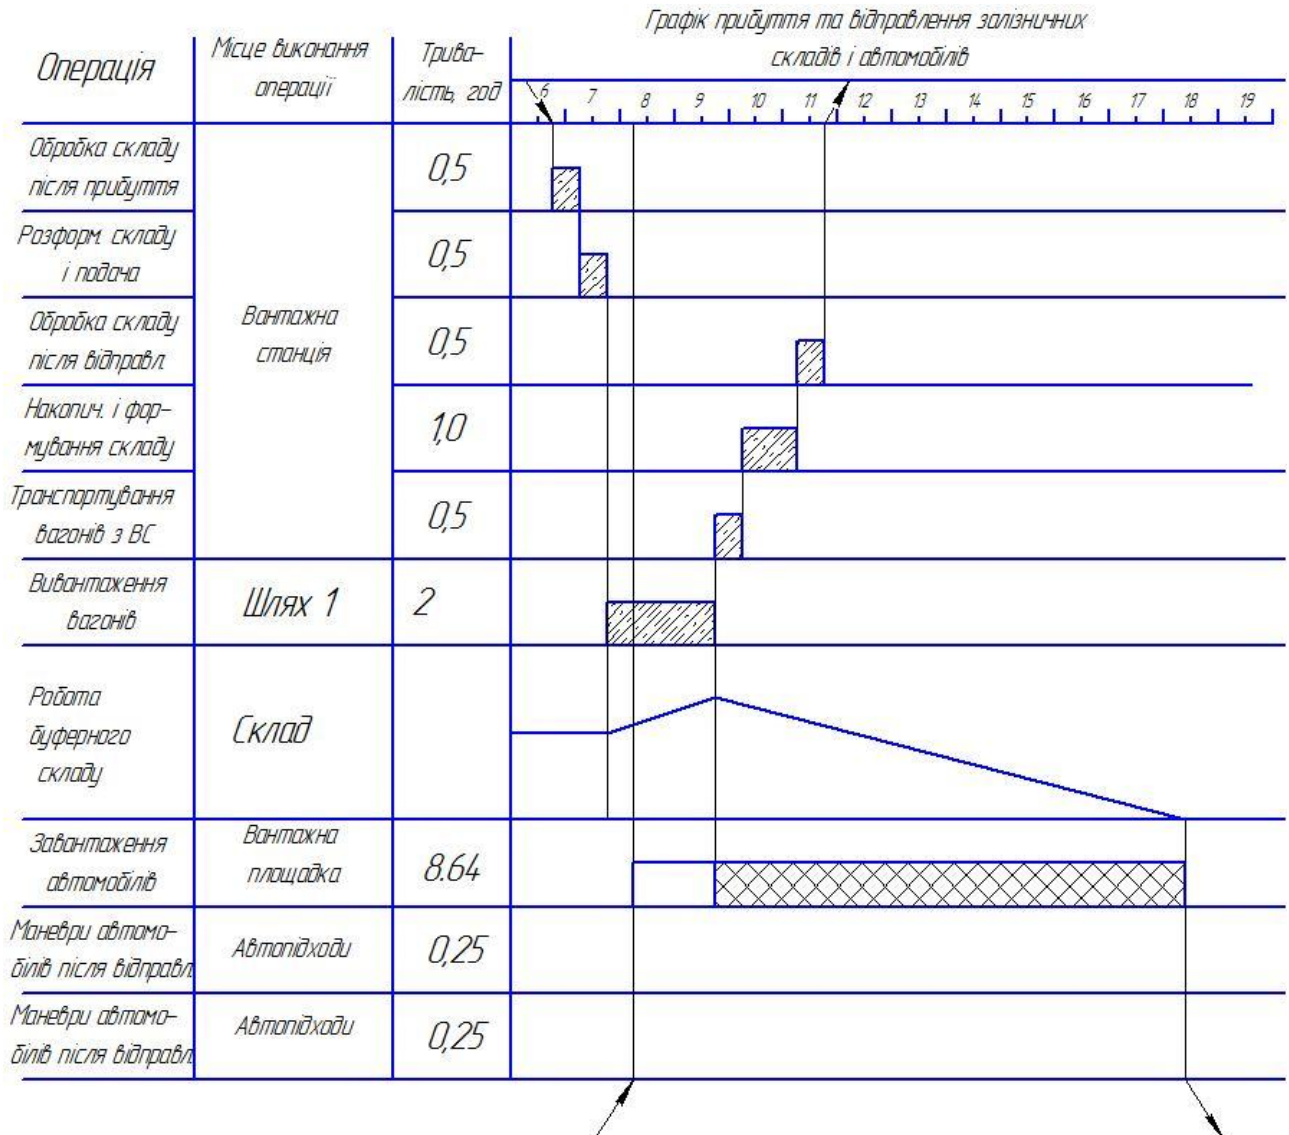 Графік прибуття та відправлення залізничних
складів і автомобілів
Операція
Місце виконання
операції
Трива-
лість, год
6 7 8 9 10 11 12 13 14 15 16 17 18 19
Обробка складу
після прибуття
0,5
Розформ. складу
і подача
0,5
Обробка складу
після відправл.
Вантажна
станція
0,5
Накопич. і фор-
мування складу
1,0
Транспортування
вагонів з ВС
0,5
Вивантаження
вагонів
Шлях 1
2
Робота
буферного
складу
Склад
Завантаження
автомобілів
Вантажна
площадка
8.64
Маневри автомо-
білів після відправл.
Автопідходи
0,25
Маневри автомо-
білів після відправл.
Автопідходи
0,25